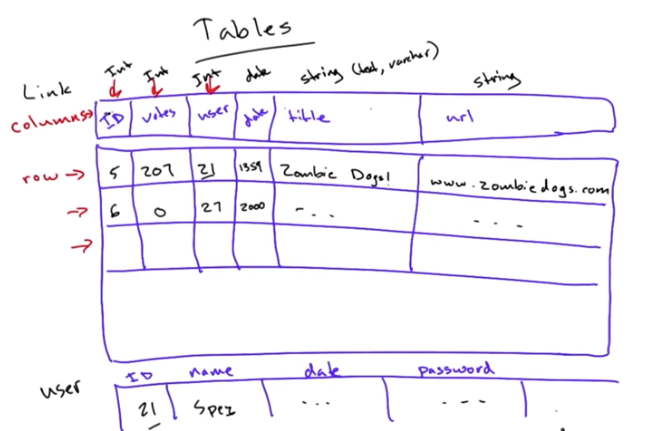 Tables
Link Int Int Int date string (text, varchar) string
columns → ID votes user date title url
row → 5 207 21 1359 Zombie Dogs! www.zombiedogs.com
→ 6 0 27 2000 - . . - - -
→
ID name date password
user 21 Spez . . . - - -